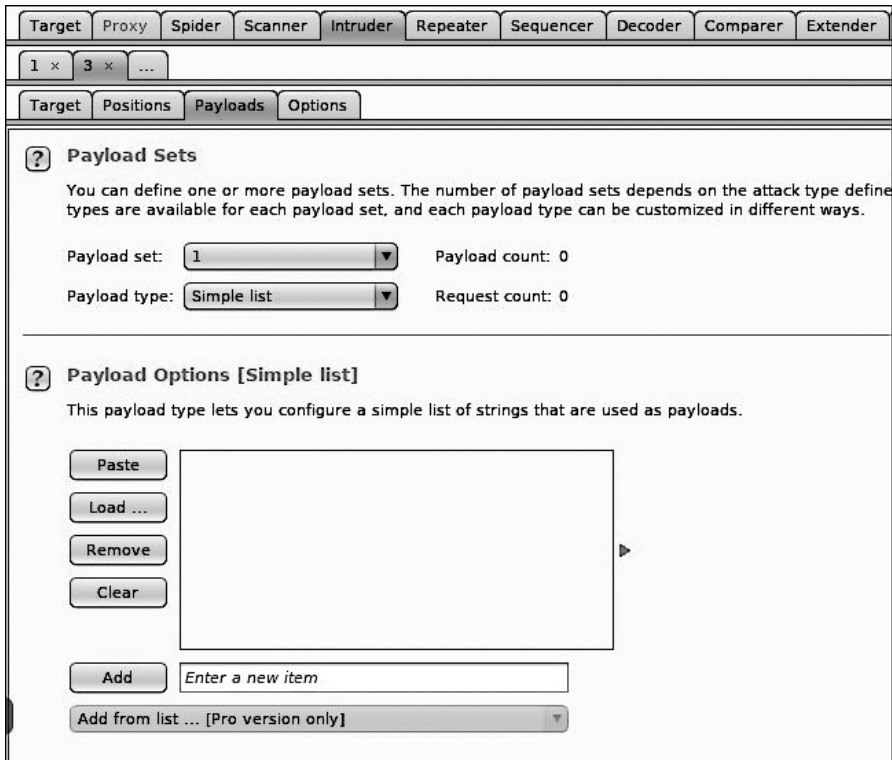 Target Proxy Spider Scanner Intruder Repeater Sequencer Decoder Comparer Extender
1 × 3 × ...
Target Positions Payloads Options
? Payload Sets
You can define one or more payload sets. The number of payload sets depends on the attack type define
types are available for each payload set, and each payload type can be customized in different ways.
Payload set: 1 Payload count: 0
Payload type: Simple list Request count: 0
? Payload Options [Simple list]
This payload type lets you configure a simple list of strings that are used as payloads.
Paste
Load ...
Remove
Clear
Add Enter a new item
Add from list ... [Pro version only]